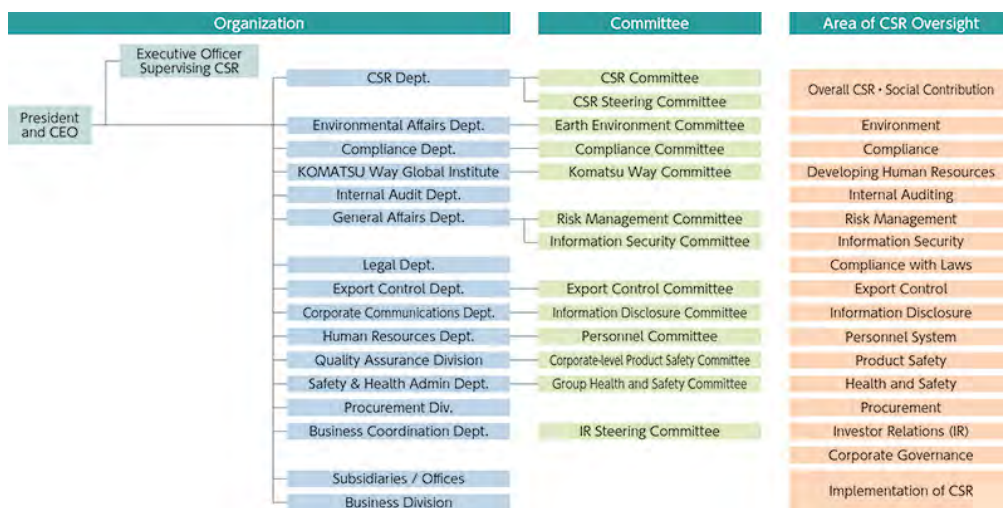 Organization
Committee
Area of CSR Oversight
Executive Officer
Supervising CSR
President
and CEO
CSR Dept.
CSR Committee
CSR Steering Committee
Overall CSR・Social Contribution
Environmental Affairs Dept.
Earth Environment Committee
Environment
Compliance Dept.
Compliance Committee
Compliance
KOMATSU Way Global Institute
Komatsu Way Committee
Developing Human Resources
Internal Audit Dept.
Internal Auditing
General Affairs Dept.
Risk Management Committee
Risk Management
Information Security Committee
Information Security
Legal Dept.
Compliance with Laws
Export Control Dept.
Export Control Committee
Export Control
Corporate Communications Dept.
Information Disclosure Committee
Information Disclosure
Human Resources Dept.
Personnel Committee
Personnel System
Quality Assurance Division
Corporate-level Product Safety Committee
Product Safety
Safety & Health Admin Dept.
Group Health and Safety Committee
Health and Safety
Procurement Div.
Procurement
Business Coordination Dept.
IR Steering Committee
Investor Relations (IR)
Corporate Governance
Subsidiaries / Offices
Business Division
Implementation of CSR